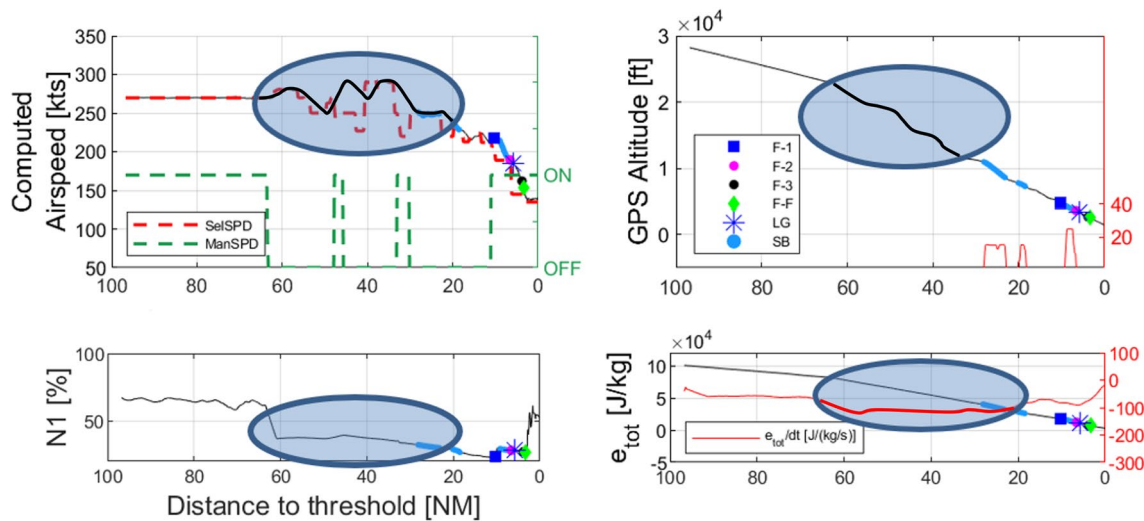 Computed
Airspeed [kts]
350
300
250
200
150
100
50
ON
OFF
SelSPD
ManSPD
100 80 60 40 20 0
GPS Altitude [ft]
×10⁴
3
2
1
0
40
20
F-1
F-2
F-3
F-F
LG
SB
100 80 60 40 20 0
N1 [%]
100
50
100 80 60 40 20 0
Distance to threshold [NM]
e_tot [J/kg]
×10⁴
10
5
0
-5
100
0
-100
-200
-300
e_tot/dt [J/(kg/s)]
100 80 60 40 20 0